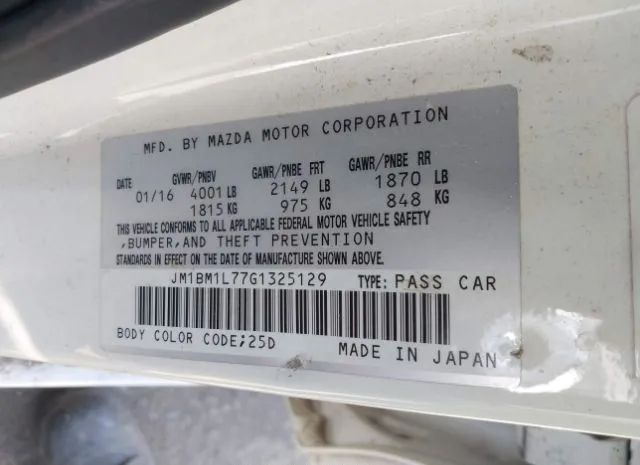 MFD. BY MAZDA MOTOR CORPORATION
DATE GVWR/PNBV GAWR/PNBE FRT GAWR/PNBE RR
01/16 4001 LB 2149 LB 1870 LB
1815 KG 975 KG 848 KG
THIS VEHICLE CONFORMS TO ALL APPLICABLE FEDERAL MOTOR VEHICLE SAFETY
,BUMPER,AND THEFT PREVENTION
STANDARDS IN EFFECT ON THE DATE OF MANUFACTURE SHOWN ABOVE.
JM1BM1L77G1325129 TYPE: PASS CAR
BODY COLOR CODE;25D MADE IN JAPAN